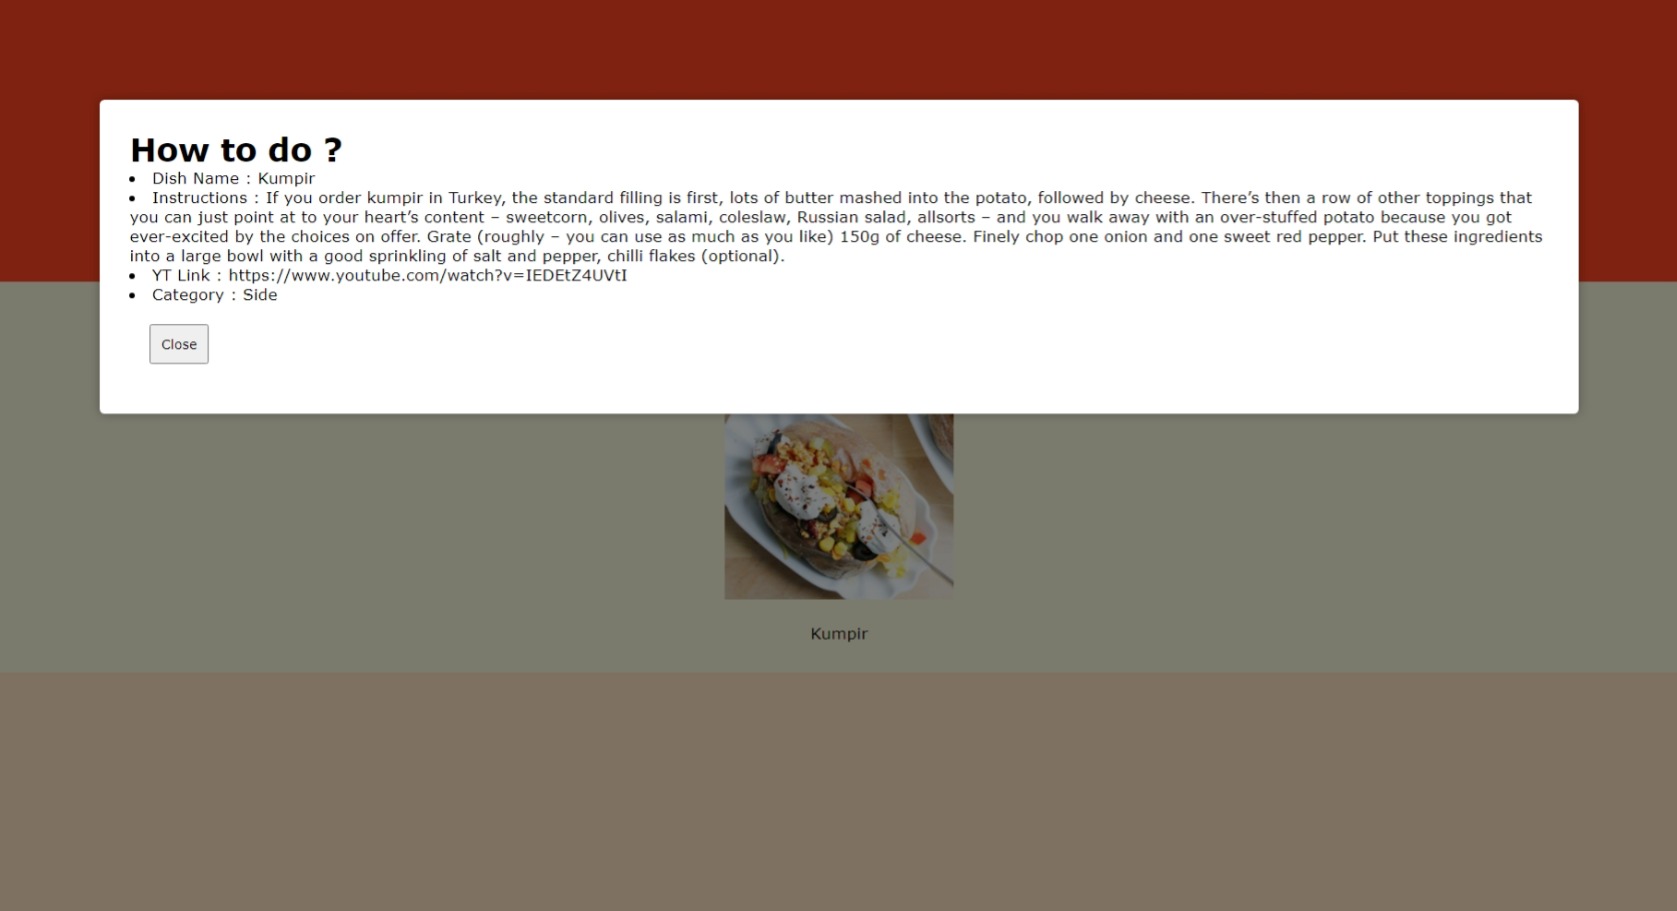 How to do ?
• Dish Name : Kumpir
• Instructions : If you order kumpir in Turkey, the standard filling is first, lots of butter mashed into the potato, followed by cheese. There’s then a row of other toppings that
you can just point at to your heart’s content – sweetcorn, olives, salami, coleslaw, Russian salad, allsorts – and you walk away with an over-stuffed potato because you got
ever-excited by the choices on offer. Grate (roughly – you can use as much as you like) 150g of cheese. Finely chop one onion and one sweet red pepper. Put these ingredients
into a large bowl with a good sprinkling of salt and pepper, chilli flakes (optional).
• YT Link : https://www.youtube.com/watch?v=IEDEtZ4UVtI
• Category : Side
Close
Kumpir